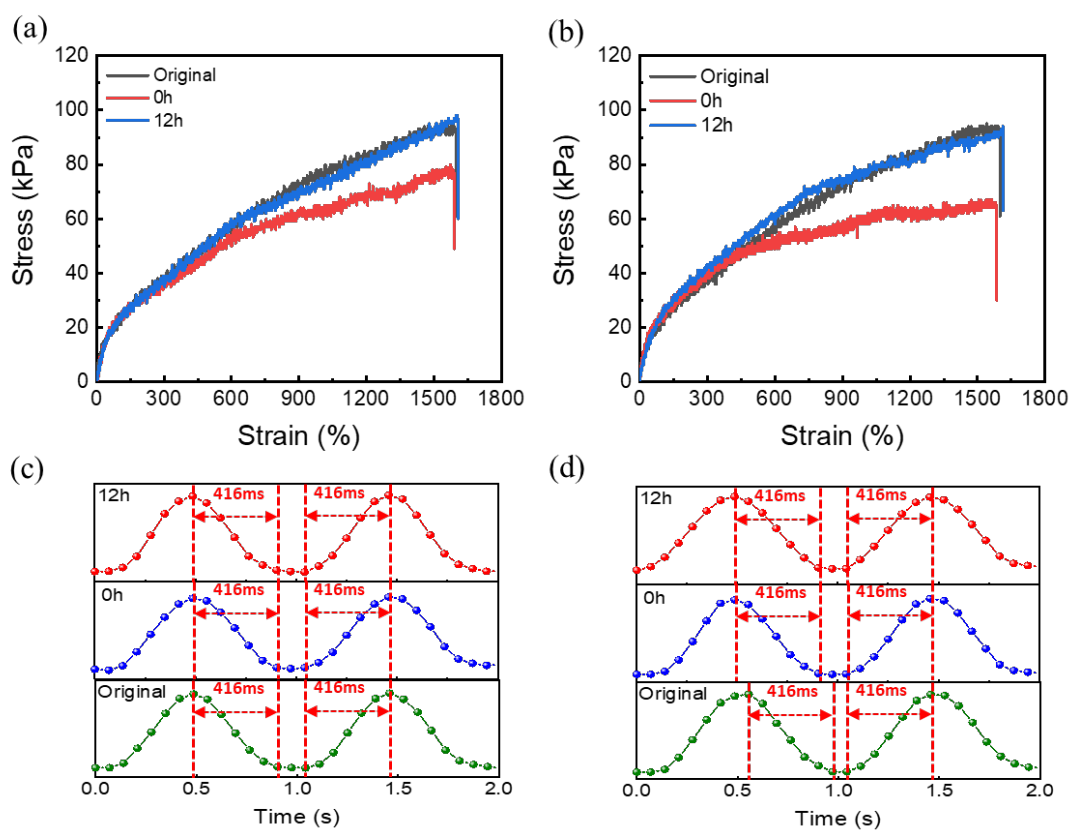 (a)
(b)
120
100
80
60
40
20
0
Stress (kPa)
Original
0h
12h
0 300 600 900 1200 1500 1800
Strain (%)
120
100
80
60
40
20
0
Stress (kPa)
Original
0h
12h
0 300 600 900 1200 1500 1800
Strain (%)
(c)
12h
416ms 416ms
0h
416ms 416ms
Original
416ms 416ms
0.0 0.5 1.0 1.5 2.0
Time (s)
(d)
12h
416ms 416ms
0h
416ms 416ms
Original
416ms 416ms
0.0 0.5 1.0 1.5 2.0
Time (s)